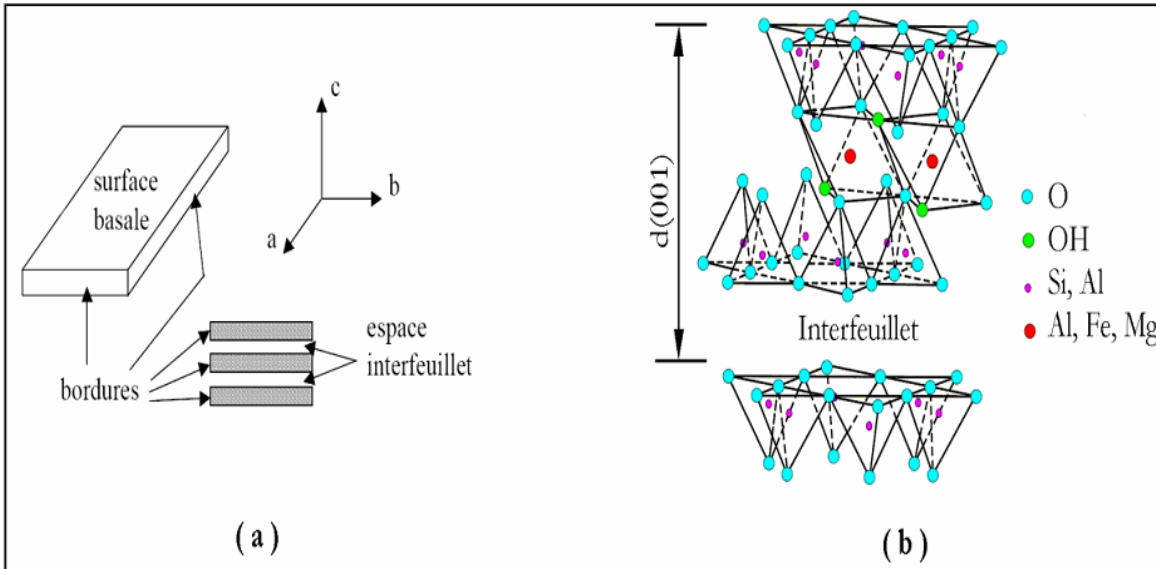 c
b
a
surface
basale
espace
interfeuillet
bordures
( a )
d(001)
O
OH
Si, Al
Al, Fe, Mg
Interfeuillet
( b )